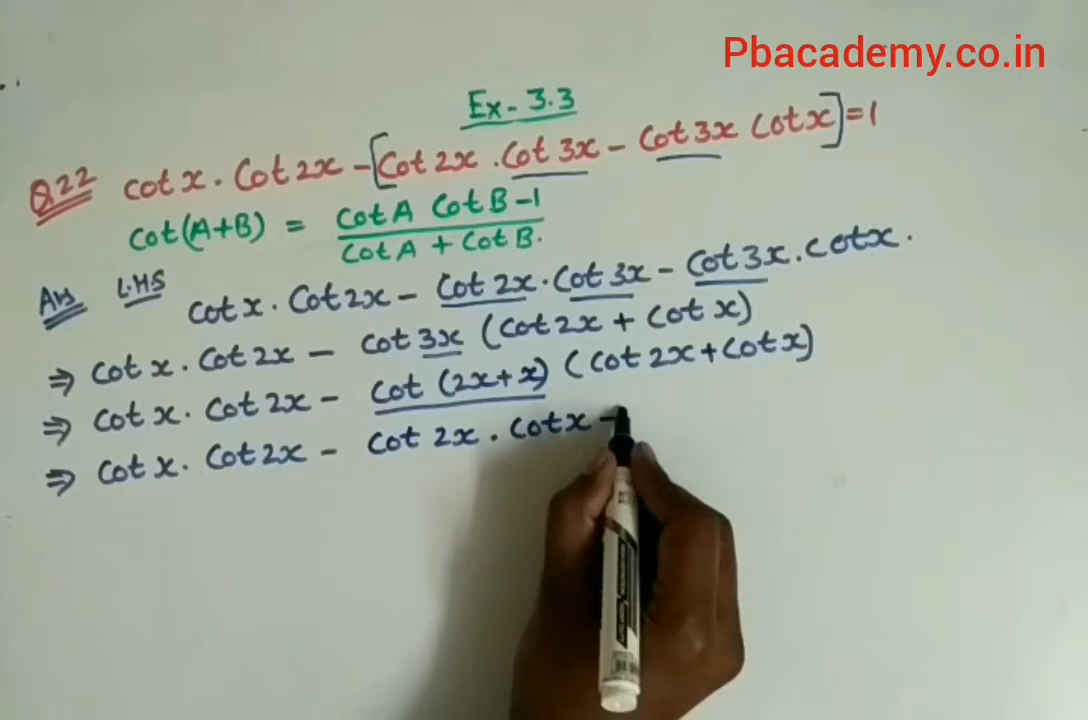 Pbacademy.co.in
Ex - 3.3
Q22 cot x . Cot 2x - [Cot 2x . Cot 3x - Cot 3x Cot x] = 1
cot(A+B) = cot A Cot B - 1 / Cot A + Cot B.
Ans L.H.S
cot x . Cot 2x - Cot 2x . Cot 3x - Cot 3x . Cot x .
⇒ cot x . Cot 2x - cot 3x (Cot 2x + Cot x)
⇒ cot x . Cot 2x - cot (2x + x) (Cot 2x + Cot x)
⇒ cot x . Cot 2x - cot 2x . Cot x -